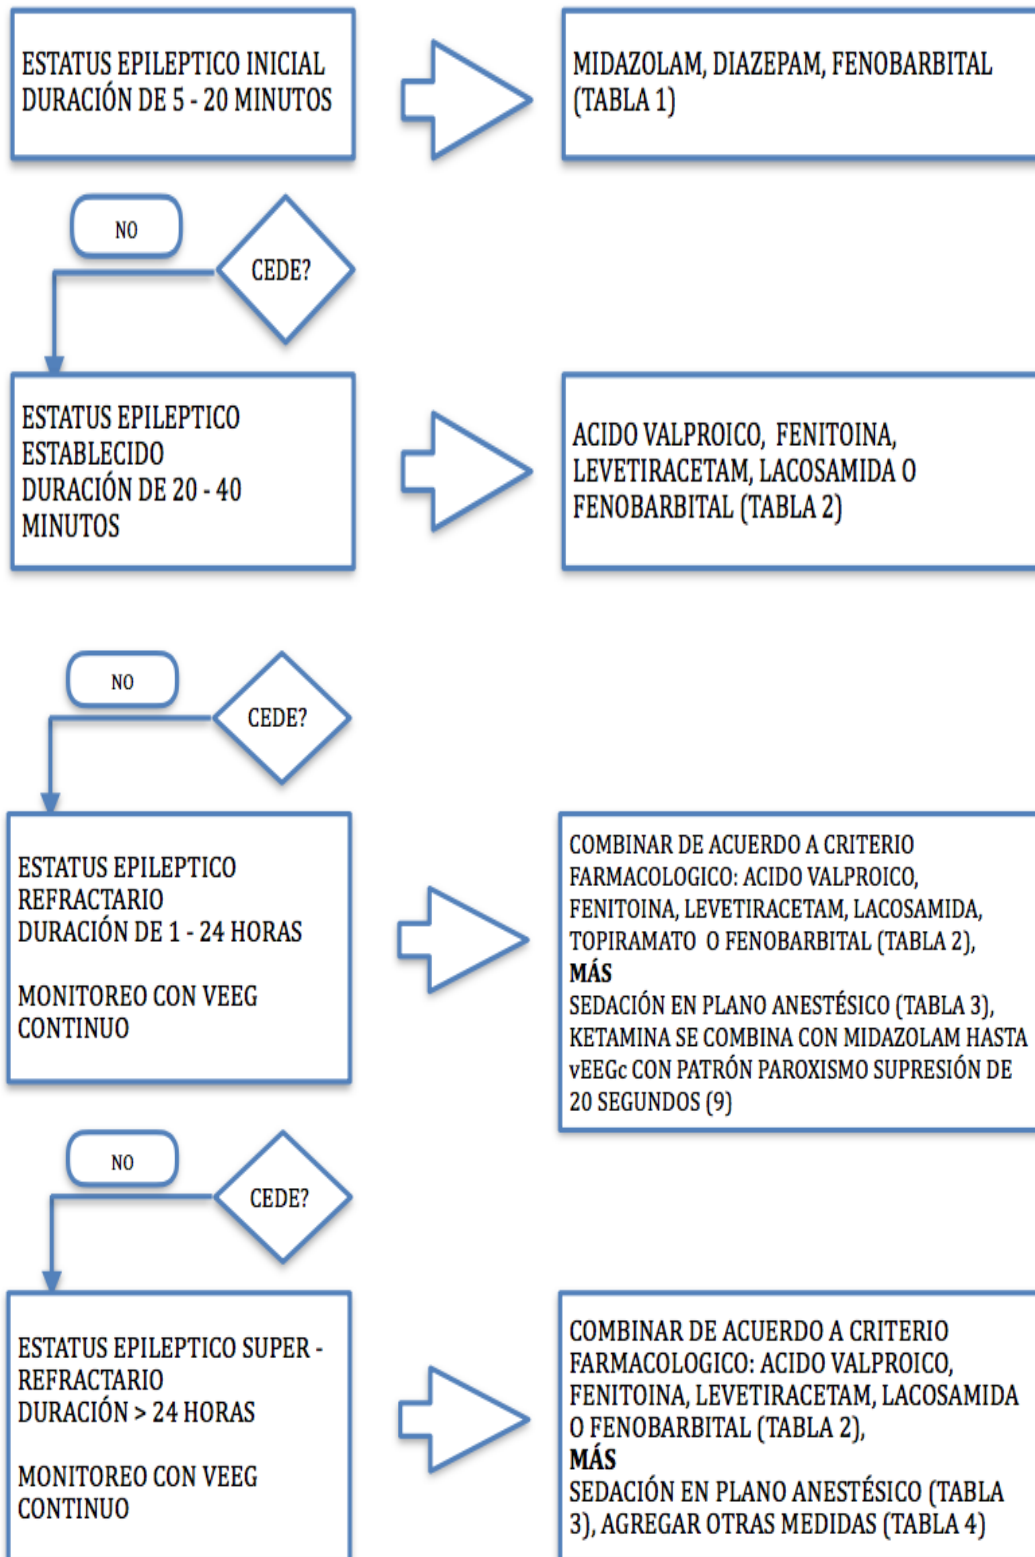 ESTATUS EPILEPTICO INICIAL
DURACIÓN DE 5 - 20 MINUTOS
MIDAZOLAM, DIAZEPAM, FENOBARBITAL
(TABLA 1)
NO
CEDE?
ESTATUS EPILEPTICO
ESTABLECIDO
DURACIÓN DE 20 - 40
MINUTOS
ACIDO VALPROICO, FENITOINA,
LEVETIRACETAM, LACOSAMIDA O
FENOBARBITAL (TABLA 2)
NO
CEDE?
ESTATUS EPILEPTICO
REFRACTARIO
DURACIÓN DE 1 - 24 HORAS
MONITOREO CON VEEG
CONTINUO
COMBINAR DE ACUERDO A CRITERIO
FARMACOLOGICO: ACIDO VALPROICO,
FENITOINA, LEVETIRACETAM, LACOSAMIDA,
TOPIRAMATO O FENOBARBITAL (TABLA 2),
MÁS
SEDACIÓN EN PLANO ANESTÉSICO (TABLA 3),
KETAMINA SE COMBINA CON MIDAZOLAM HASTA
vEEGc CON PATRÓN PAROXISMO SUPRESIÓN DE
20 SEGUNDOS (9)
NO
CEDE?
ESTATUS EPILEPTICO SUPER -
REFRACTARIO
DURACIÓN > 24 HORAS
MONITOREO CON VEEG
CONTINUO
COMBINAR DE ACUERDO A CRITERIO
FARMACOLOGICO: ACIDO VALPROICO,
FENITOINA, LEVETIRACETAM, LACOSAMIDA
O FENOBARBITAL (TABLA 2),
MÁS
SEDACIÓN EN PLANO ANESTÉSICO (TABLA
3), AGREGAR OTRAS MEDIDAS (TABLA 4)